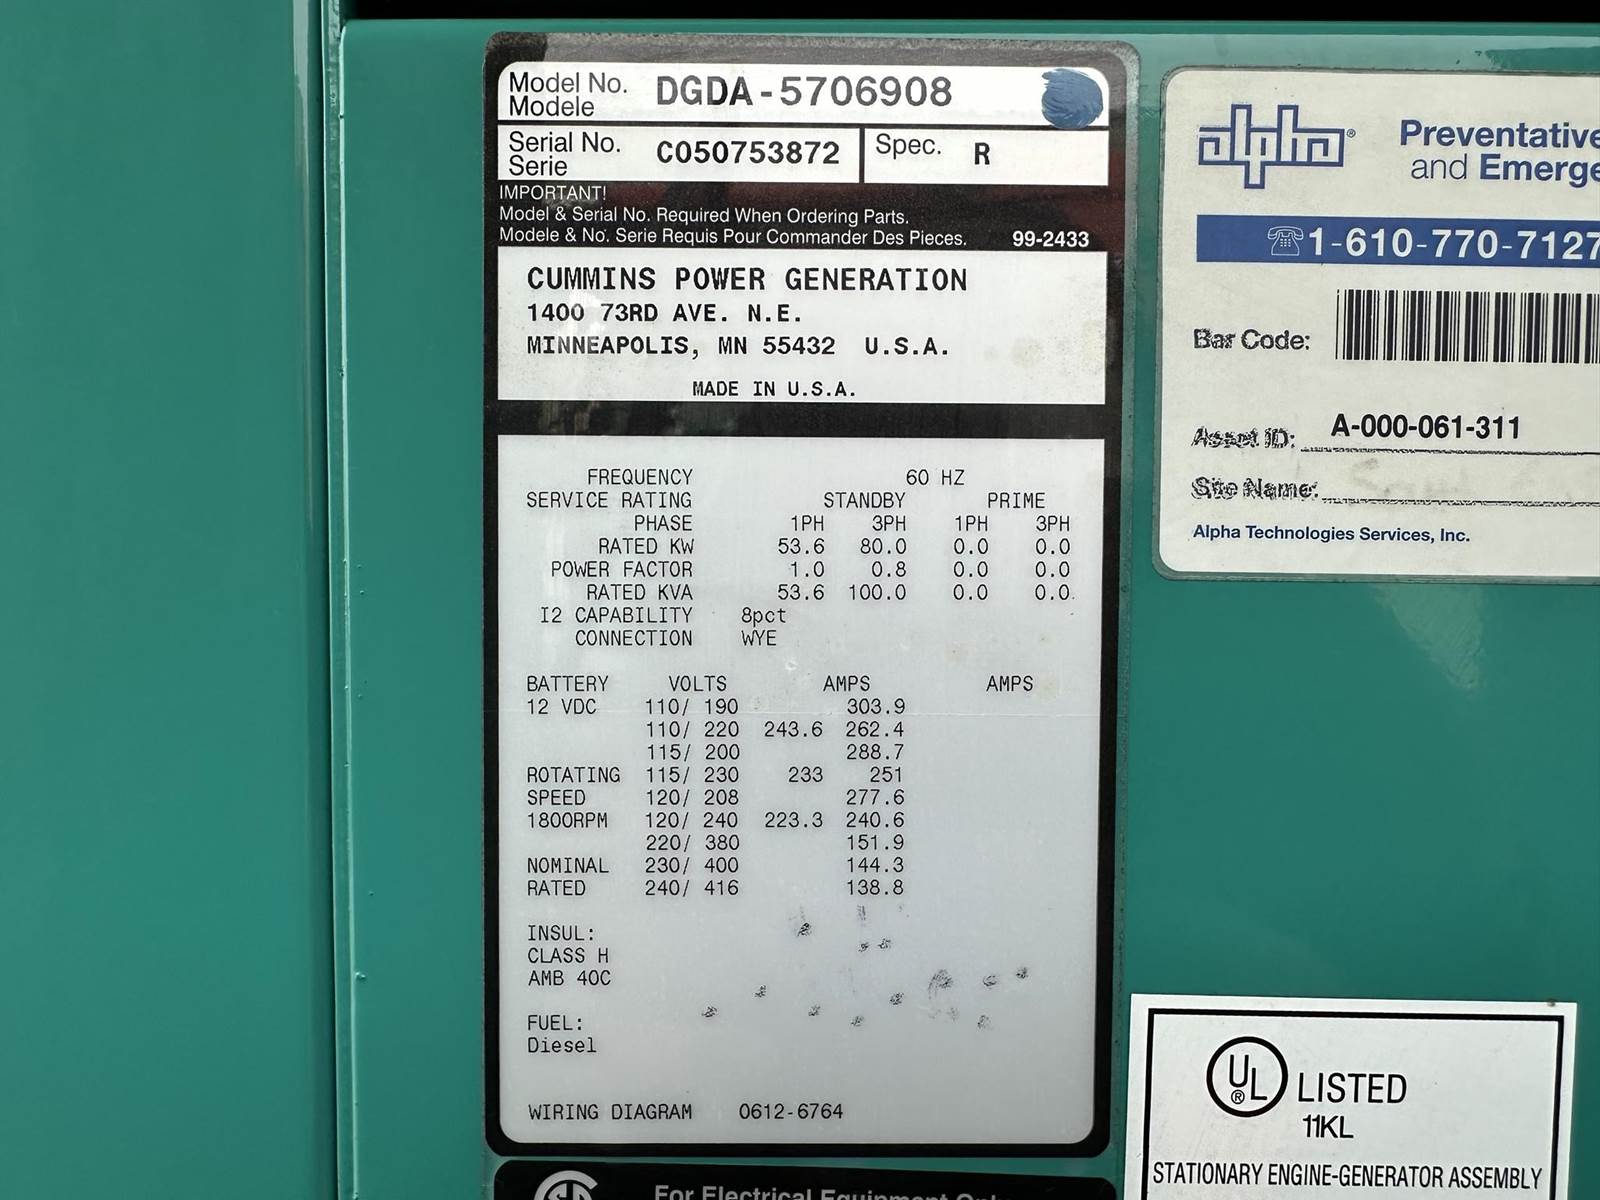 Model No. DGDA-5706908
Modele
Serial No. C050753872 Spec. R
Serie
IMPORTANT!
Model & Serial No. Required When Ordering Parts.
Modele & No. Serie Requis Pour Commander Des Pieces. 99-2433
CUMMINS POWER GENERATION
1400 73RD AVE. N.E.
MINNEAPOLIS, MN 55432 U.S.A.
MADE IN U.S.A.
FREQUENCY 60 HZ
SERVICE RATING STANDBY PRIME
PHASE 1PH 3PH 1PH 3PH
RATED KW 53.6 80.0 0.0 0.0
POWER FACTOR 1.0 0.8 0.0 0.0
RATED KVA 53.6 100.0 0.0 0.0
I2 CAPABILITY 8pct
CONNECTION WYE
BATTERY VOLTS AMPS AMPS
12 VDC 110/ 190 303.9
110/ 220 243.6 262.4
115/ 200 288.7
ROTATING 115/ 230 233 251
SPEED 120/ 208 277.6
1800RPM 120/ 240 223.3 240.6
220/ 380 151.9
NOMINAL 230/ 400 144.3
RATED 240/ 416 138.8
INSUL:
CLASS H
AMB 40C
FUEL:
Diesel
WIRING DIAGRAM 0612-6764
For Electrical Equipment
alpha® Preventative
and
1-610-770-7127
Bar Code:
Asset ID: A-000-061-311
Site Name:
Alpha Technologies Services, Inc.
UL ® LISTED
11KL
STATIONARY ENGINE-GENERATOR ASSEMBLY